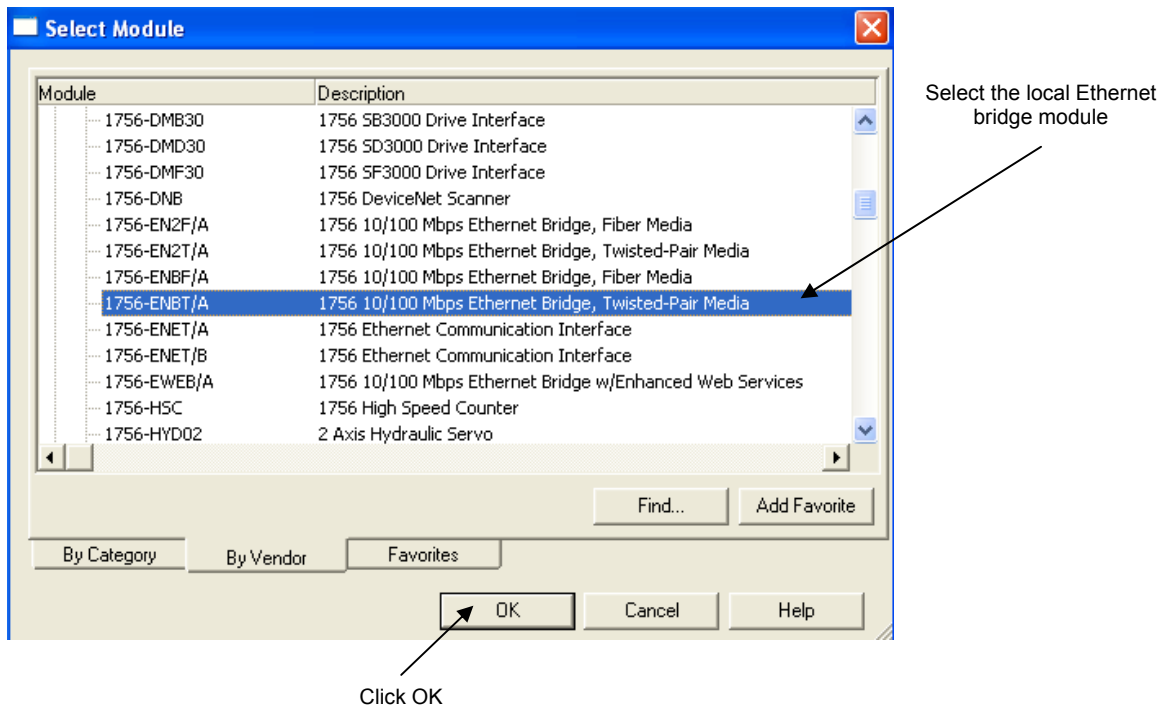 Select Module
Module Description
1756-DMB30 1756 SB3000 Drive Interface
1756-DMD30 1756 SD3000 Drive Interface
1756-DMF30 1756 SF3000 Drive Interface
1756-DNB 1756 DeviceNet Scanner
1756-EN2F/A 1756 10/100 Mbps Ethernet Bridge, Fiber Media
1756-EN2T/A 1756 10/100 Mbps Ethernet Bridge, Twisted-Pair Media
1756-ENBF/A 1756 10/100 Mbps Ethernet Bridge, Fiber Media
1756-ENBT/A 1756 10/100 Mbps Ethernet Bridge, Twisted-Pair Media
1756-ENET/A 1756 Ethernet Communication Interface
1756-ENET/B 1756 Ethernet Communication Interface
1756-EWEB/A 1756 10/100 Mbps Ethernet Bridge w/Enhanced Web Services
1756-HSC 1756 High Speed Counter
1756-HYD02 2 Axis Hydraulic Servo
Find... Add Favorite
By Category By Vendor Favorites
OK Cancel Help
Select the local Ethernet
bridge module
Click OK